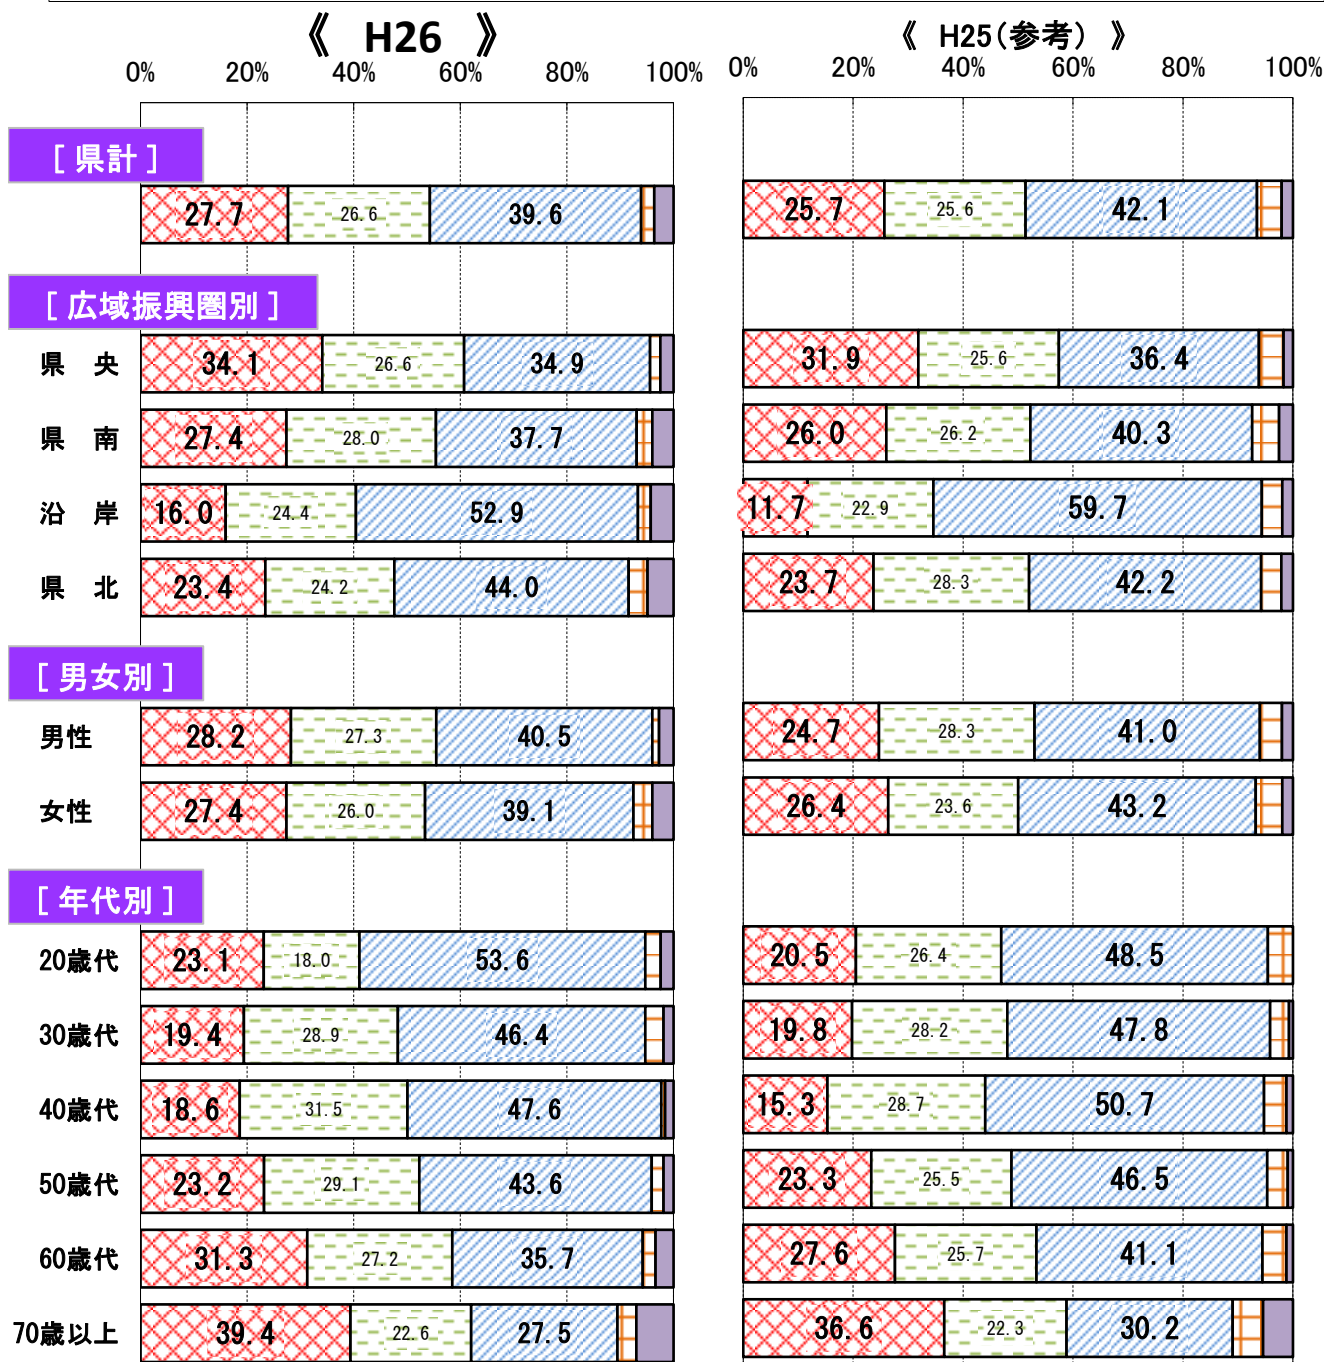 《 H26 》
《 H25(参考) 》
0% 20% 40% 60% 80% 100%
0% 20% 40% 60% 80% 100%
[ 県計 ]
27.7 26.6 39.6
25.7 25.6 42.1
[ 広域振興圏別 ]
県 央 34.1 26.6 34.9
31.9 25.6 36.4
県 南 27.4 28.0 37.7
26.0 26.2 40.3
沿 岸 16.0 24.4 52.9
11.7 22.9 59.7
県 北 23.4 24.2 44.0
23.7 28.3 42.2
[ 男女別 ]
男性 28.2 27.3 40.5
24.7 28.3 41.0
女性 27.4 26.0 39.1
26.4 23.6 43.2
[ 年代別 ]
20歳代 23.1 18.0 53.6
20.5 26.4 48.5
30歳代 19.4 28.9 46.4
19.8 28.2 47.8
40歳代 18.6 31.5 47.6
15.3 28.7 50.7
50歳代 23.2 29.1 43.6
23.3 25.5 46.5
60歳代 31.3 27.2 35.7
27.6 25.7 41.1
70歳以上 39.4 22.6 27.5
36.6 22.3 30.2